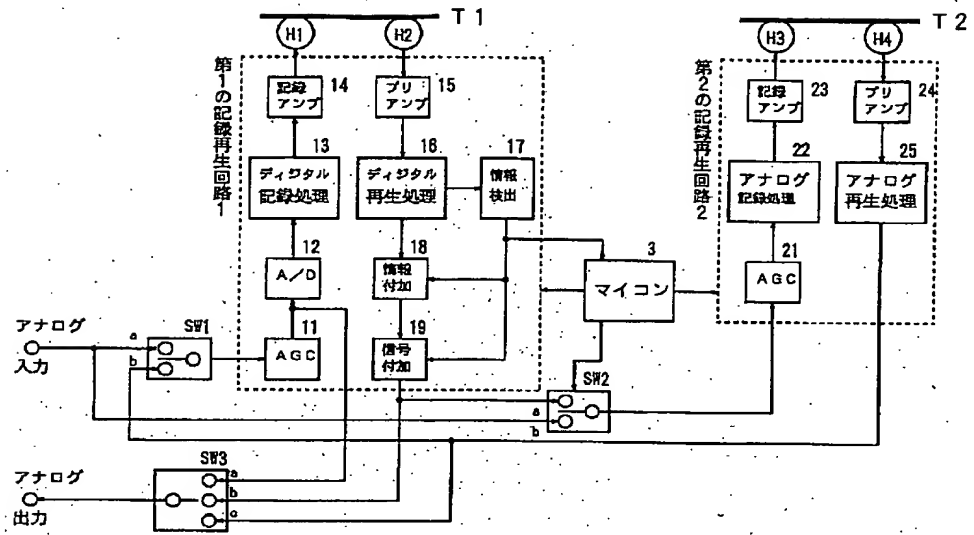 T1
T2
H1
H2
H3
H4
第1の記録再生回路1
記録
アンプ
14
プリ
アンプ
15
ディジタル
記録処理
13
ディジタル
再生処理
16
情報
検出
17
A/D
12
情報
付加
18
AGC
11
信号
付加
19
マイコン
3
第2の記録再生回路2
記録
アンプ
23
プリ
アンプ
24
アナログ
記録処理
22
アナログ
再生処理
25
AGC
21
アナログ
入力
SW1
a
b
SW2
a
b
アナログ
出力
SW3
a
b
c